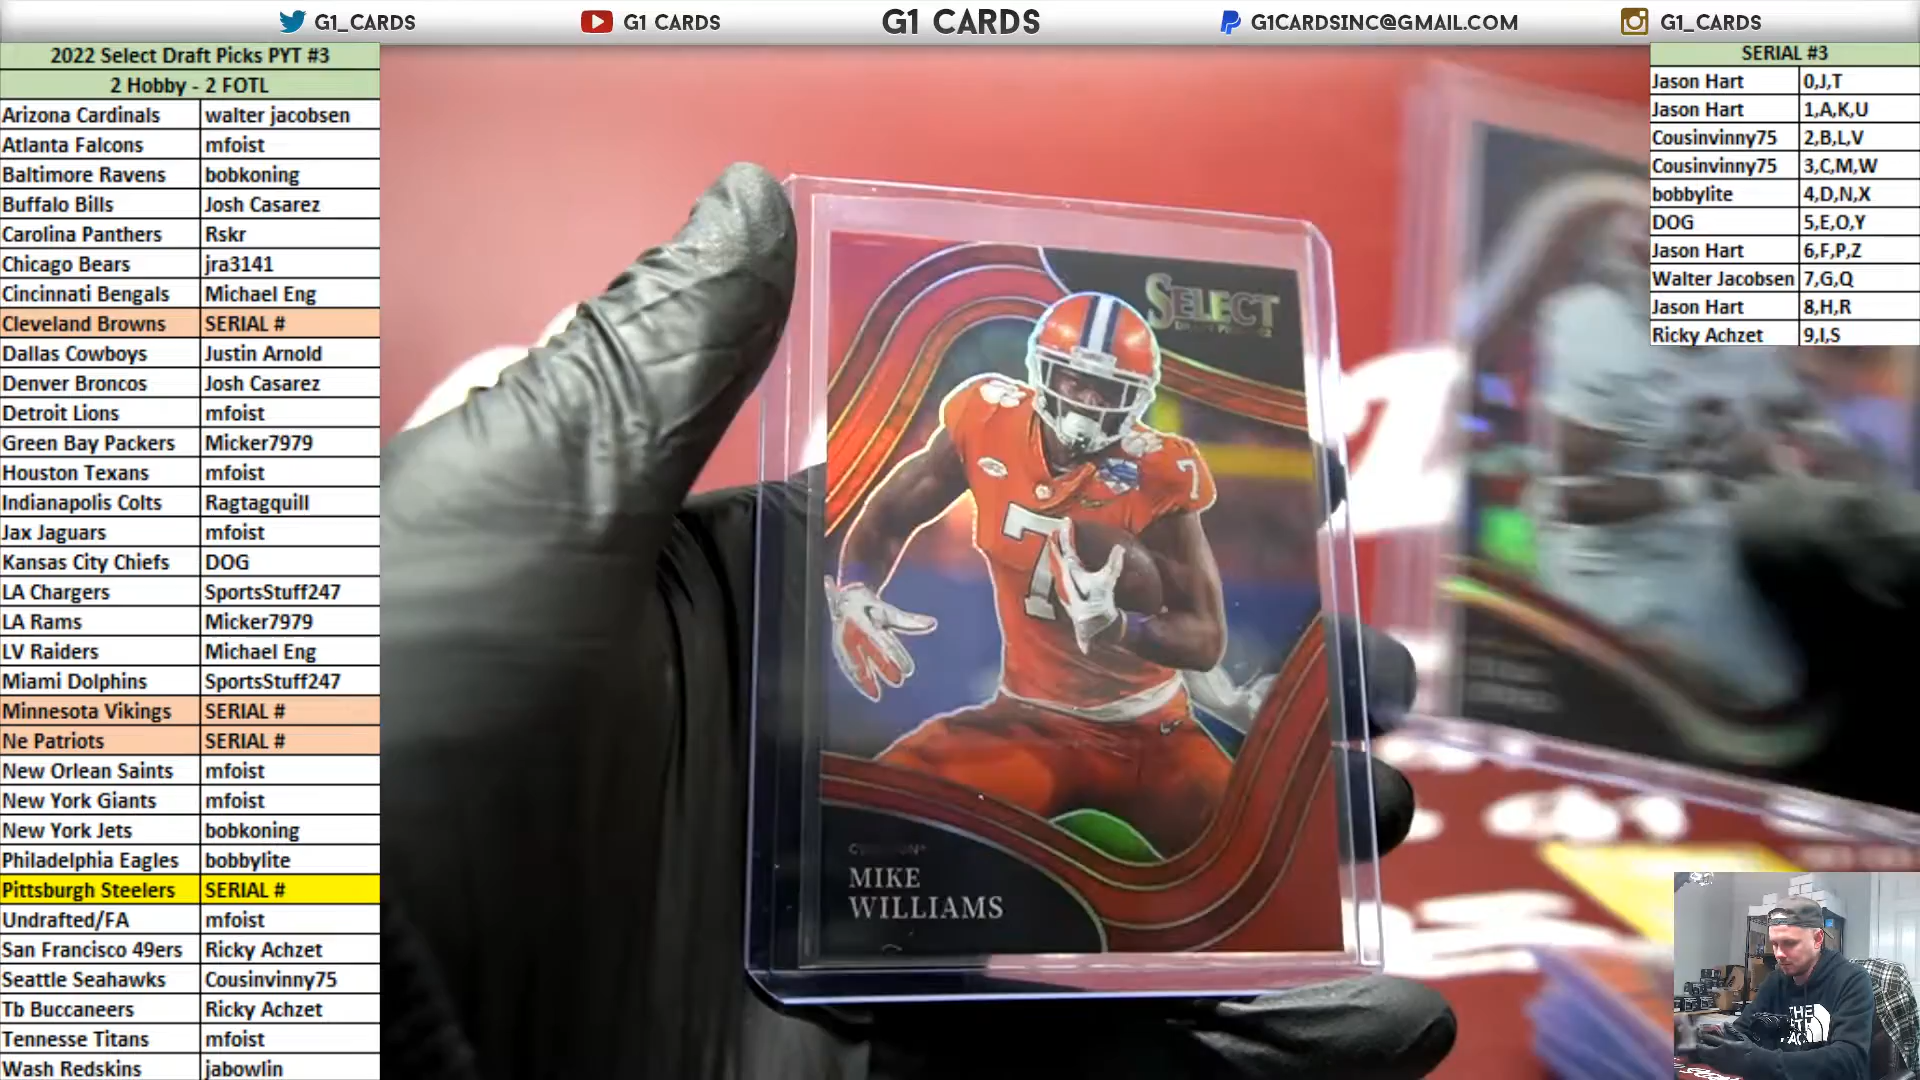 G1_CARDS
G1 CARDS
G1 CARDS
G1CARDSINC@GMAIL.COM
G1_CARDS
2022 Select Draft Picks PYT #3
2 Hobby - 2 FOTL
Arizona Cardinals walter jacobsen
Atlanta Falcons mfoist
Baltimore Ravens bobkoning
Buffalo Bills Josh Casarez
Carolina Panthers Rskr
Chicago Bears jra3141
Cincinnati Bengals Michael Eng
Cleveland Browns SERIAL #
Dallas Cowboys Justin Arnold
Denver Broncos Josh Casarez
Detroit Lions mfoist
Green Bay Packers Micker7979
Houston Texans mfoist
Indianapolis Colts Ragtagquill
Jax Jaguars mfoist
Kansas City Chiefs DOG
LA Chargers SportsStuff247
LA Rams Micker7979
LV Raiders Michael Eng
Miami Dolphins SportsStuff247
Minnesota Vikings SERIAL #
Ne Patriots SERIAL #
New Orlean Saints mfoist
New York Giants mfoist
New York Jets bobkoning
Philadelphia Eagles bobbylite
Pittsburgh Steelers SERIAL #
Undrafted/FA mfoist
San Francisco 49ers Ricky Achzet
Seattle Seahawks Cousinvinny75
Tb Buccaneers Ricky Achzet
Tennesse Titans mfoist
Wash Redskins jabowlin
SERIAL #3
Jason Hart 0,J,T
Jason Hart 1,A,K,U
Cousinvinny75 2,B,L,V
Cousinvinny75 3,C,M,W
bobbylite 4,D,N,X
DOG 5,E,O,Y
Jason Hart 6,F,P,Z
Walter Jacobsen 7,G,Q
Jason Hart 8,H,R
Ricky Achzet 9,I,S
SELECT
7
7
MIKE
WILLIAMS
THE